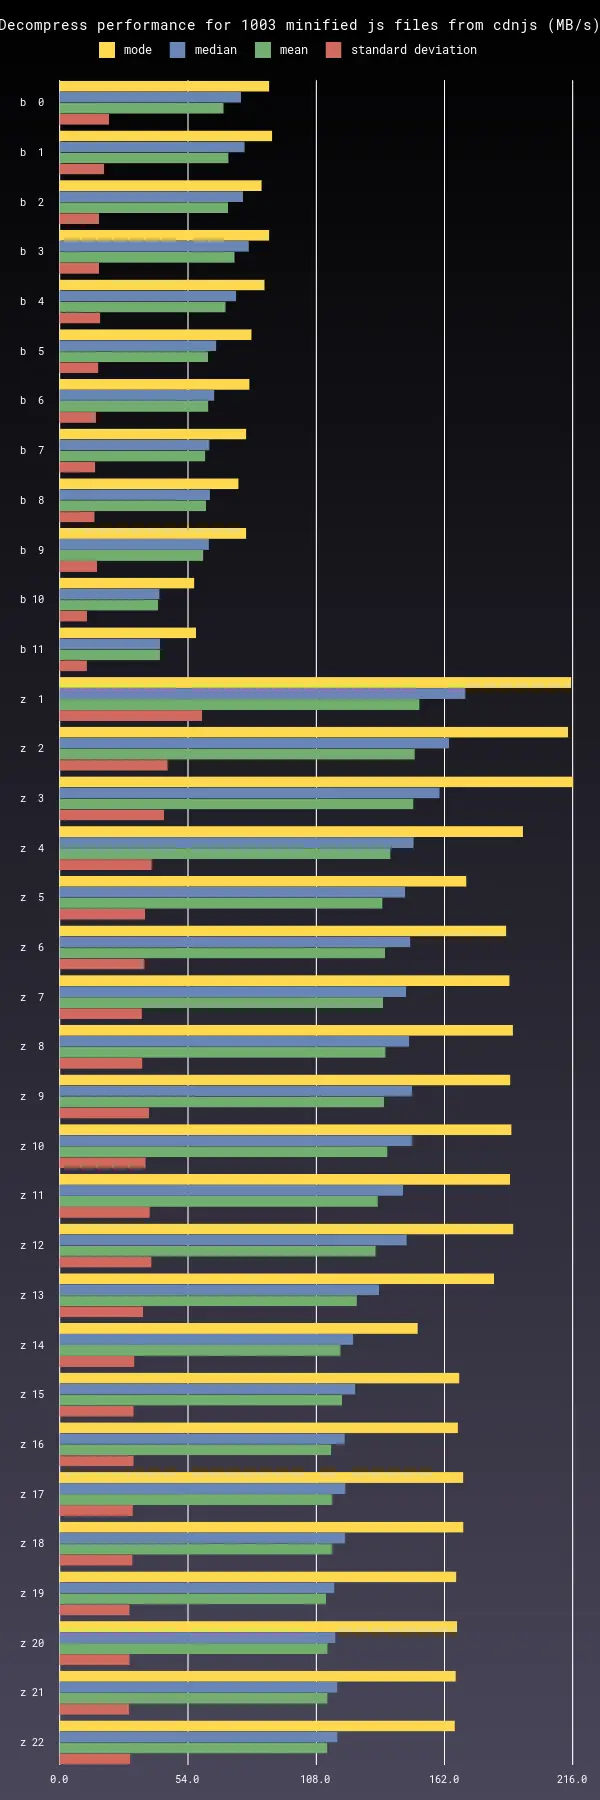 Decompress performance for 1003 minified js files from cdnjs (MB/s)
mode median mean standard deviation
b 0
b 1
b 2
b 3
b 4
b 5
b 6
b 7
b 8
b 9
b 10
b 11
z 1
z 2
z 3
z 4
z 5
z 6
z 7
z 8
z 9
z 10
z 11
z 12
z 13
z 14
z 15
z 16
z 17
z 18
z 19
z 20
z 21
z 22
0.0 54.0 108.0 162.0 216.0